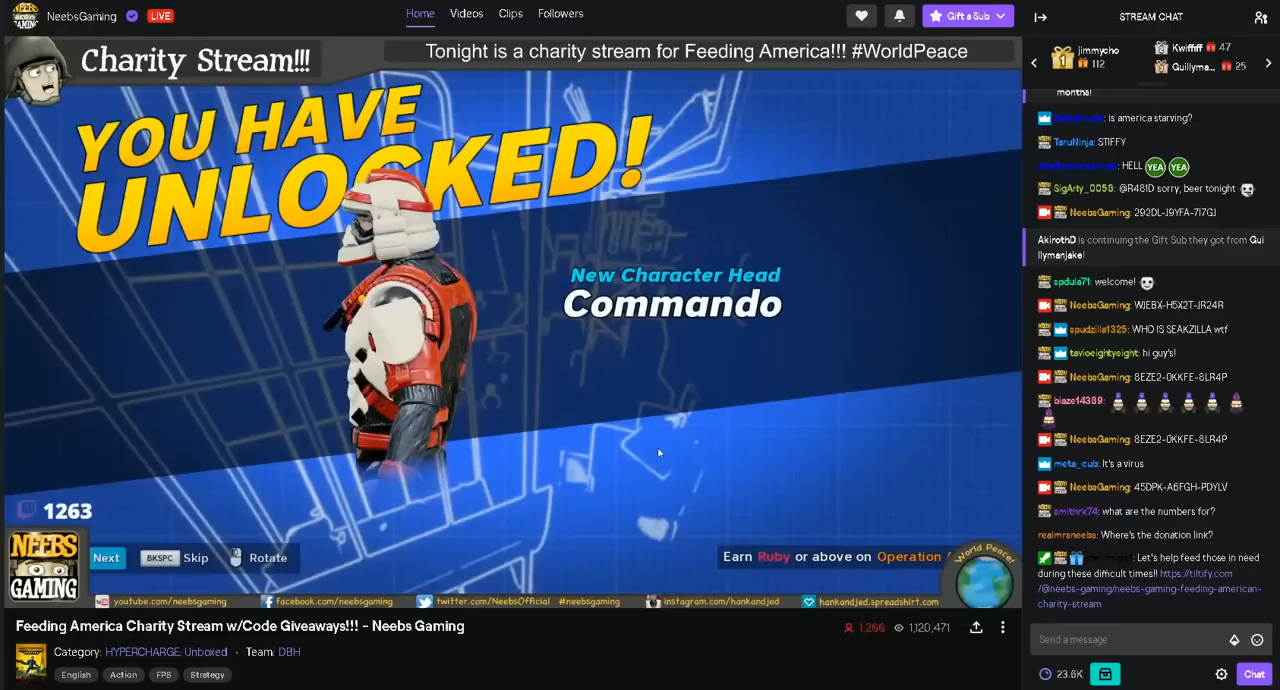 NeebsGaming LIVE
Home Videos Clips Followers
Gift a Sub
STREAM CHAT
Charity Stream!!!
Tonight is a charity stream for Feeding America!!! #WorldPeace
YOU HAVE
UNLOCKED!
New Character Head
Commando
1263
NEEBS
GAMING
Next BKSPC Skip Rotate
Earn Ruby or above on Operation
World Peace!
youtube.com/neebsgaming facebook.com/neebsgaming twitter.com/NeebsOfficial #neebsgaming instagram.com/hankandjed hankandjed.spreadshirt.com
Feeding America Charity Stream w/Code Giveaways!!! - Neebs Gaming
1,266 1,120,471
Category: HYPERCHARGE: Unboxed · Team: DBH
English Action FPS Strategy
1 jimmycho 112
Kwiffff 47
Guillyma... 25
months!
: is america starving?
TaruNinja: STIFFY
: HELL YEA YEA
SigArty_0058: @R481D sorry, beer tonight
NeebsGaming: 292DL-J9YFA-717GJ
AkirothD is continuing the Gift Sub they got from Gui
llymanjake!
spdula71: welcome!
NeebsGaming: WJEBX-H5X2T-JR24R
spudzilla1325: WHO IS SEAKZILLA wtf
tavioeightyeight: hi guy's!
NeebsGaming: 8EZE2-0KKFE-8LR4P
blaze14389:
NeebsGaming: 8EZE2-0KKFE-8LR4P
meta_cub: It's a virus
NeebsGaming: 45DPK-A6FGH-PDYLV
smithrk74: what are the numbers for?
realmraneebs: Where's the donation link?
: Let's help feed those in need
during these difficult times!! https://tiltify.com
/@neebs-gaming/neebs-gaming-feeding-american-
charity-stream
Send a message
23.6K
Chat